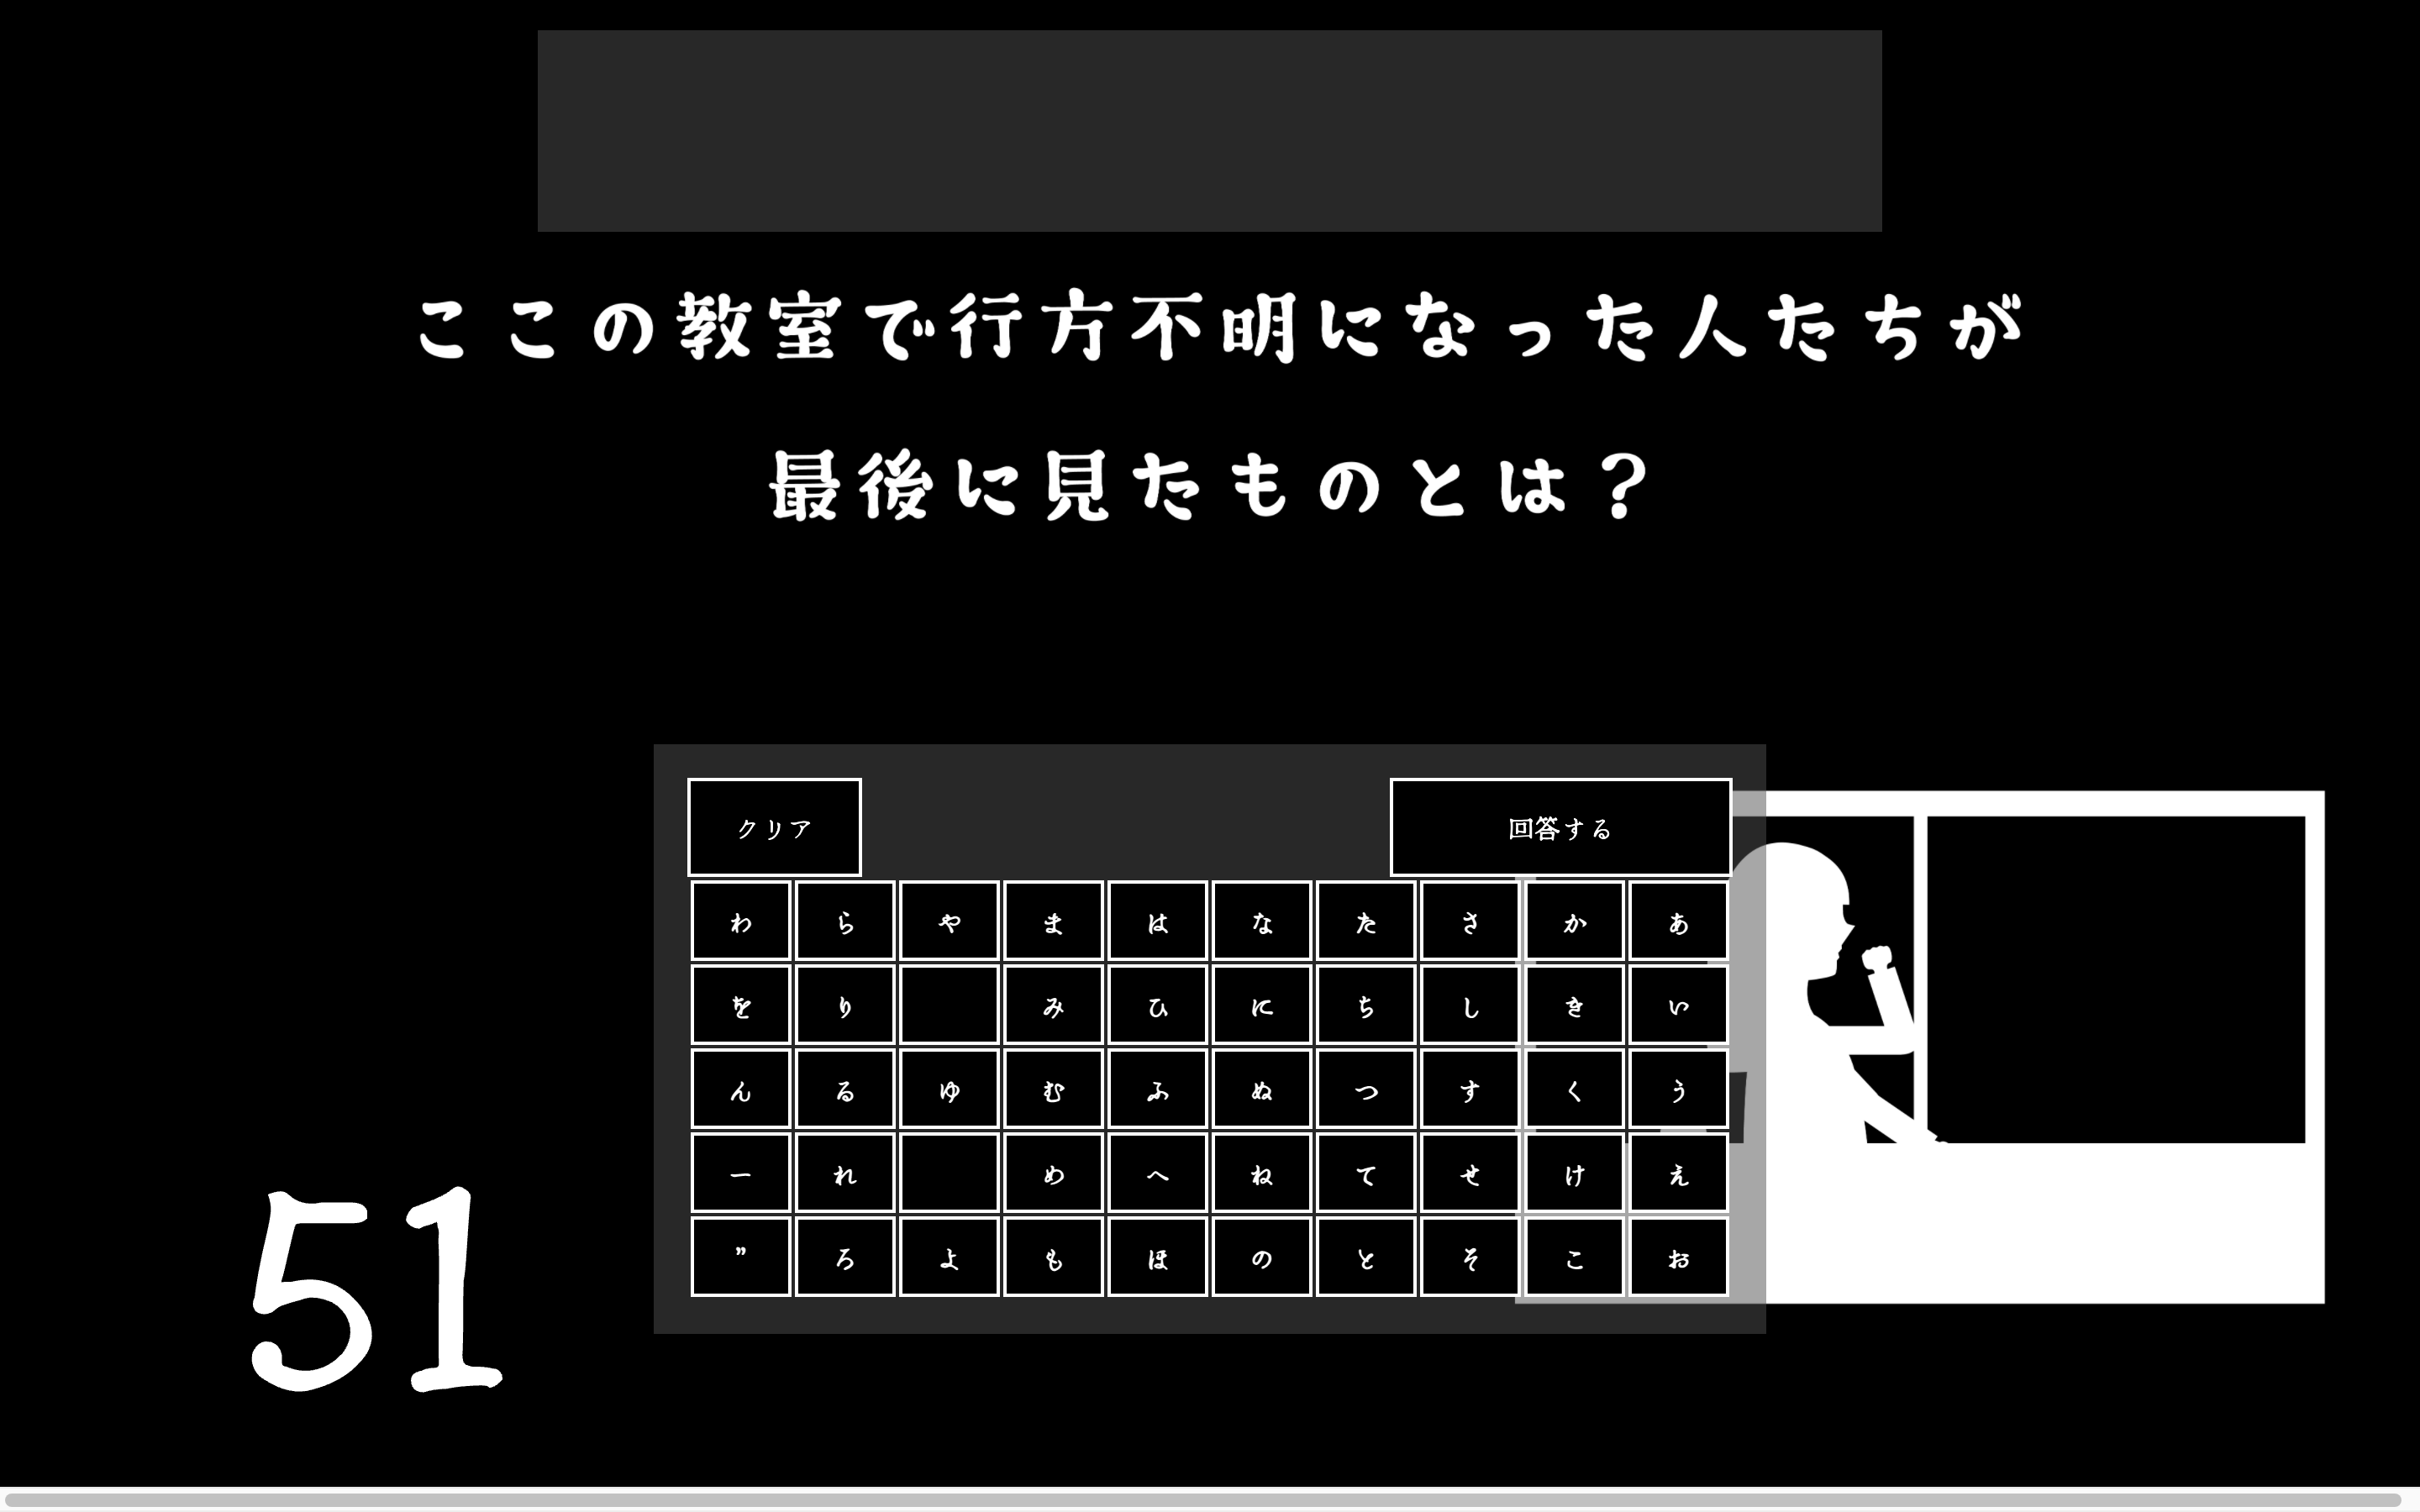 ここの教室で行方不明になった人たちが
最後に見たものとは?
クリア 回答する
わ ら や ま は な た さ か あ
を り み ひ に ち し き い
ん る ゆ む ふ ぬ つ す く う
ー れ め へ ね て せ け え
” ろ よ も ほ の と そ こ お
51